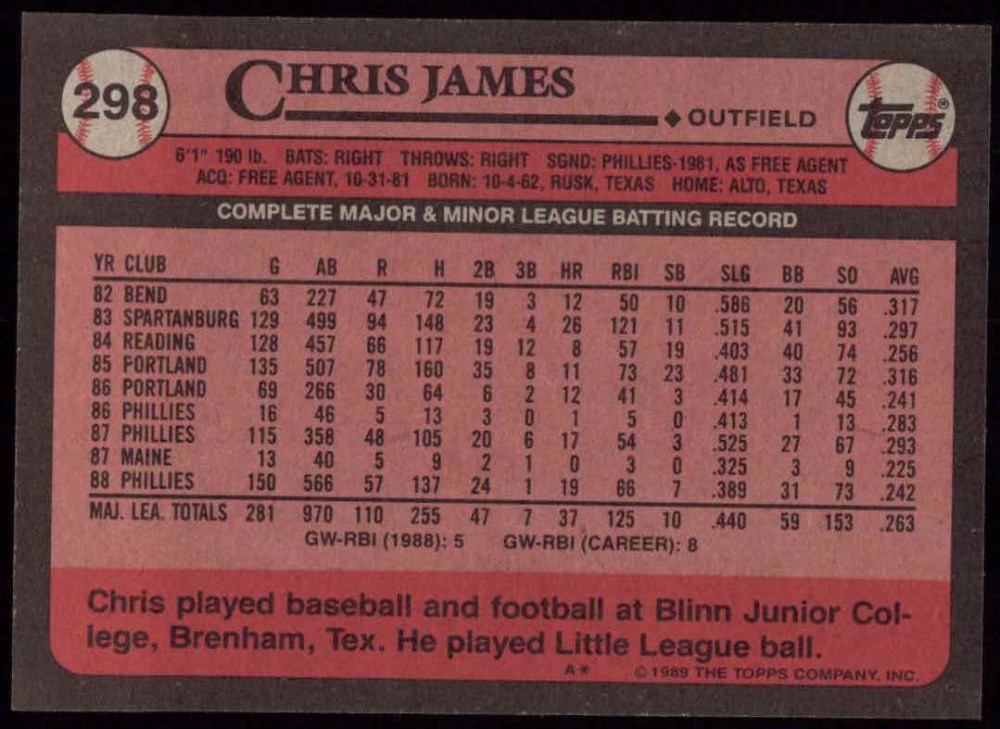 298
CHRIS JAMES
◆ OUTFIELD
Topps®
6'1" 190 lb. BATS: RIGHT THROWS: RIGHT SGND: PHILLIES-1981, AS FREE AGENT
ACQ: FREE AGENT, 10-31-81 BORN: 10-4-62, RUSK, TEXAS HOME: ALTO, TEXAS
COMPLETE MAJOR & MINOR LEAGUE BATTING RECORD
YR CLUB G AB R H 2B 3B HR RBI SB SLG BB SO AVG
82 BEND 63 227 47 72 19 3 12 50 10 .586 20 56 .317
83 SPARTANBURG 129 499 94 148 23 4 26 121 11 .515 41 93 .297
84 READING 128 457 66 117 19 12 8 57 19 .403 40 74 .256
85 PORTLAND 135 507 78 160 35 8 11 73 23 .481 33 72 .316
86 PORTLAND 69 266 30 64 6 2 12 41 3 .414 17 45 .241
86 PHILLIES 16 46 5 13 3 0 1 5 0 .413 1 13 .283
87 PHILLIES 115 358 48 105 20 6 17 54 3 .525 27 67 .293
87 MAINE 13 40 5 9 2 1 0 3 0 .325 3 9 .225
88 PHILLIES 150 566 57 137 24 1 19 66 7 .389 31 73 .242
MAJ. LEA. TOTALS 281 970 110 255 47 7 37 125 10 .440 59 153 .263
GW-RBI (1988): 5 GW-RBI (CAREER): 8
Chris played baseball and football at Blinn Junior Col-
lege, Brenham, Tex. He played Little League ball.
A* © 1989 THE TOPPS COMPANY, INC.